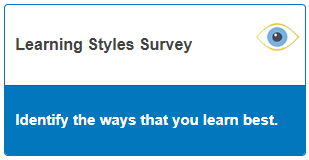 Learning Styles Survey
Identify the ways that you learn best.